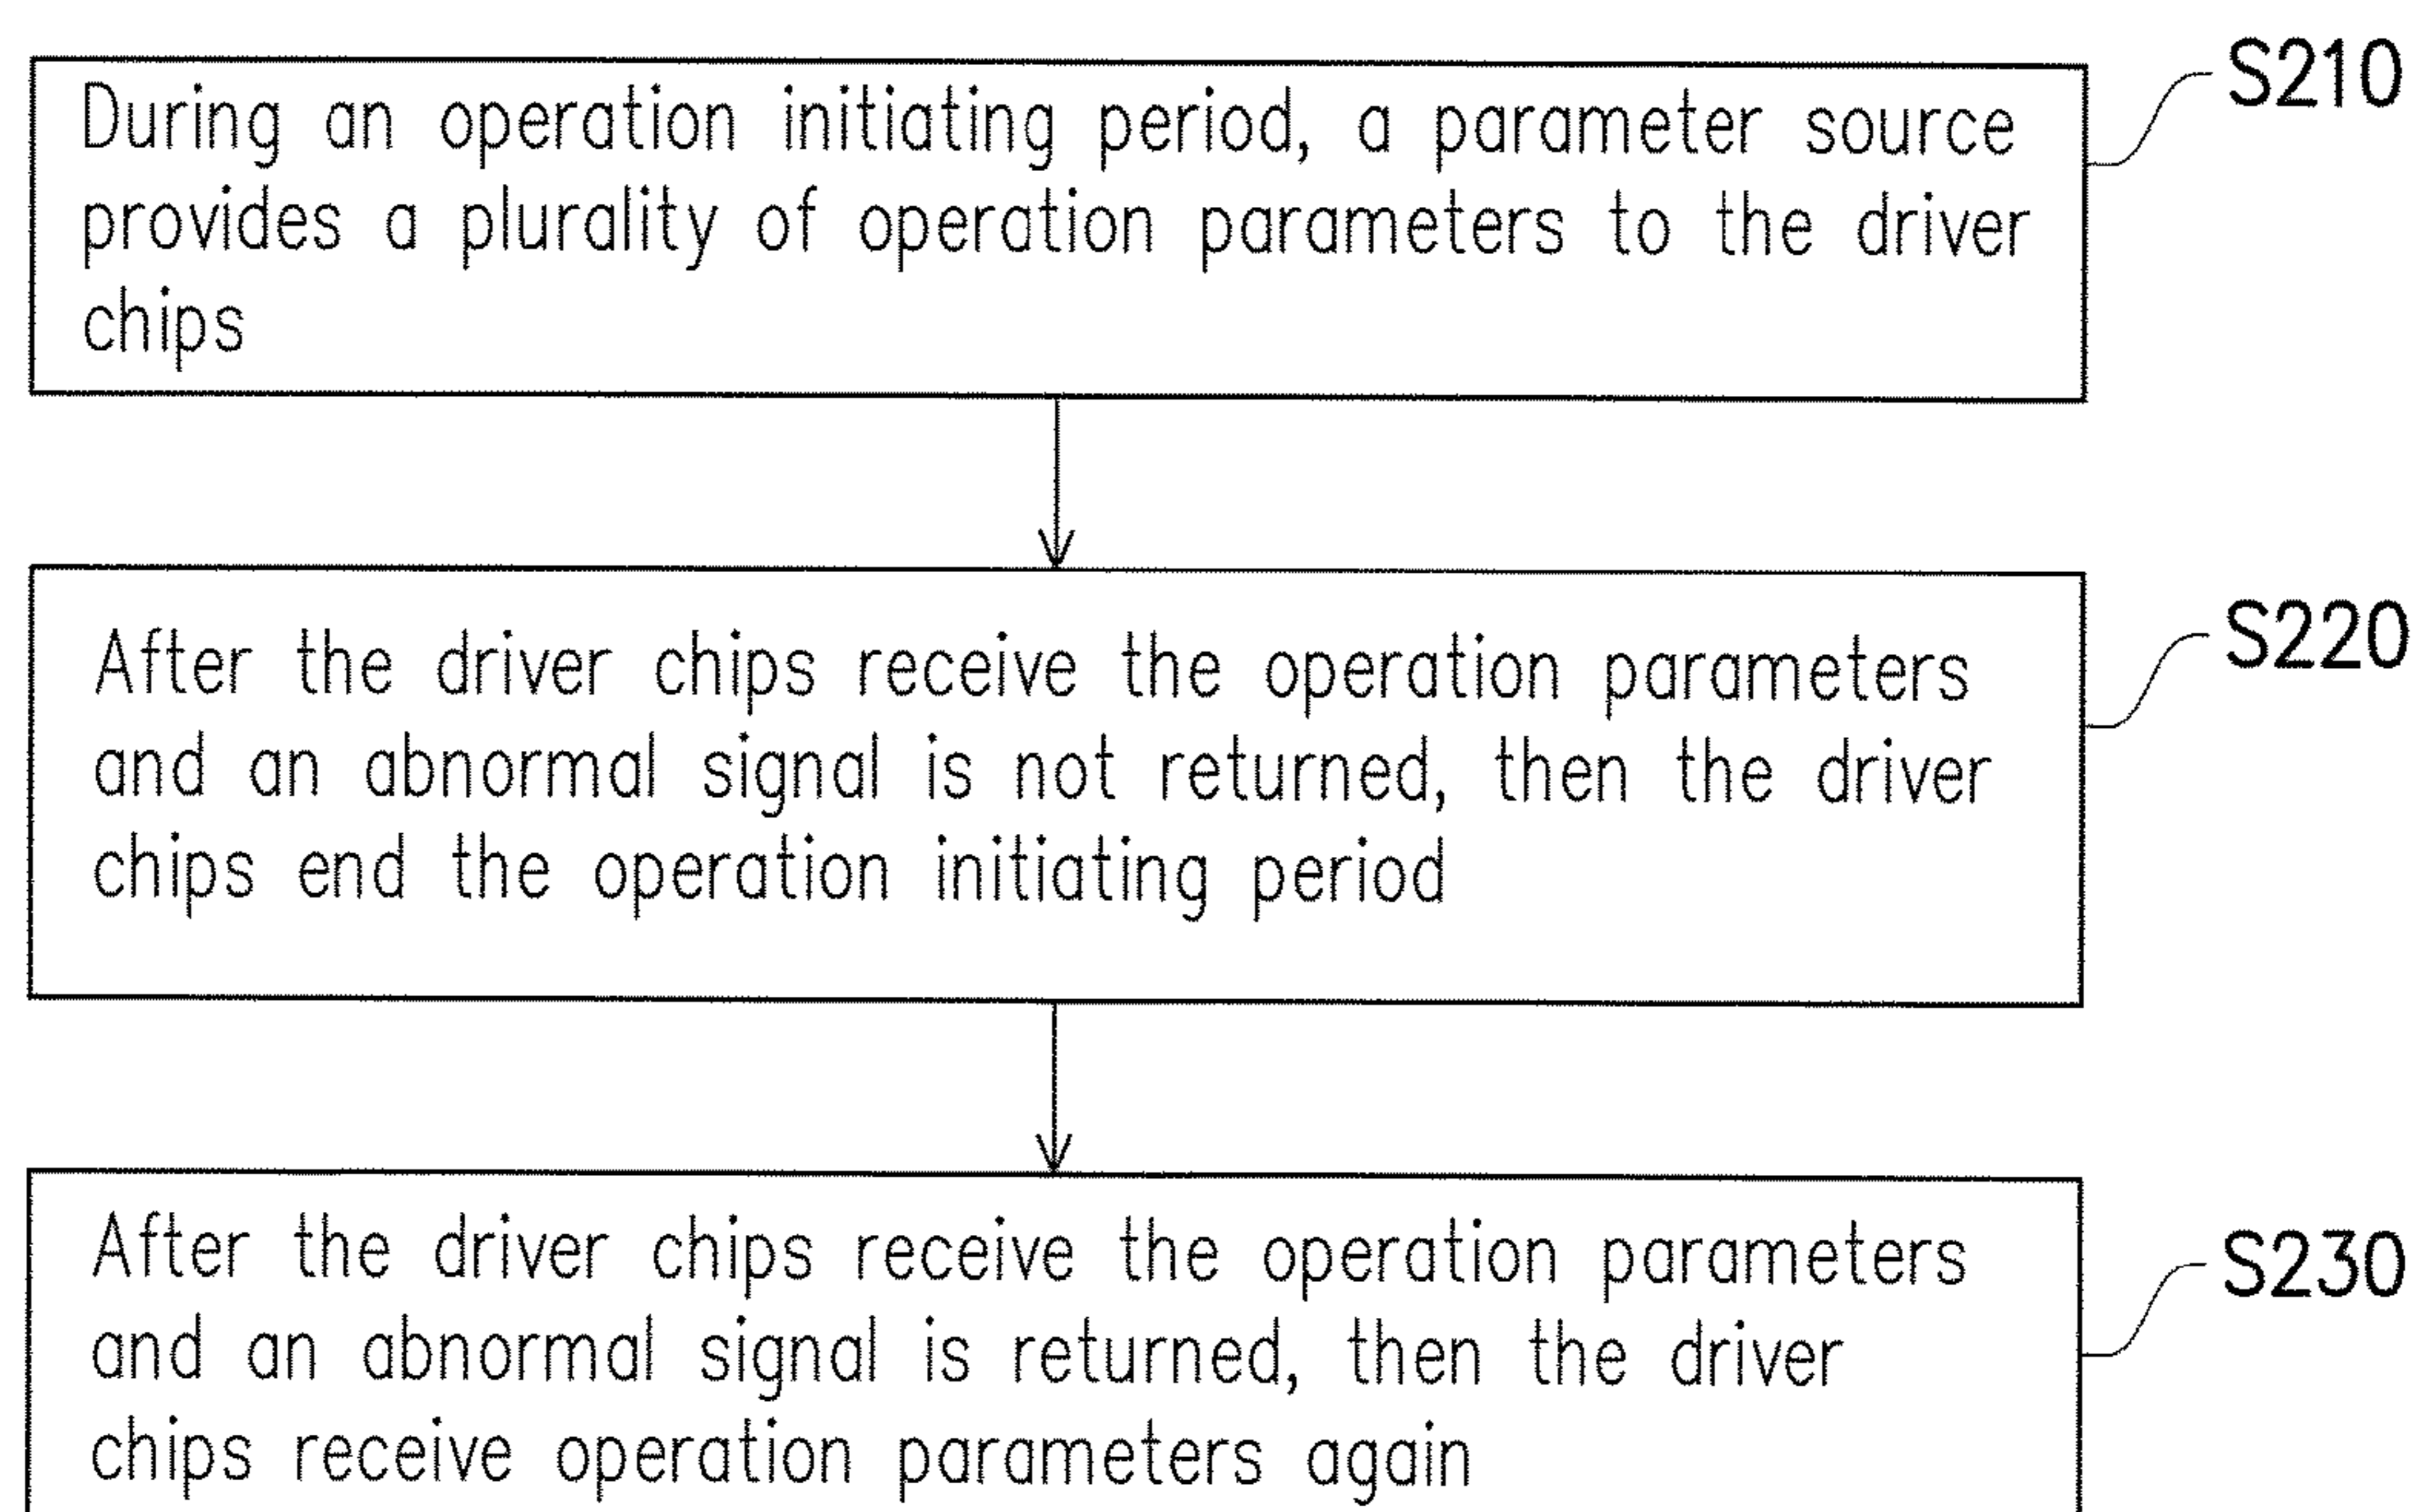 S210
During an operation initiating period, a parameter source
provides a plurality of operation parameters to the driver
chips
S220
After the driver chips receive the operation parameters
and an abnormal signal is not returned, then the driver
chips end the operation initiating period
S230
After the driver chips receive the operation parameters
and an abnormal signal is returned, then the driver
chips receive operation parameters again